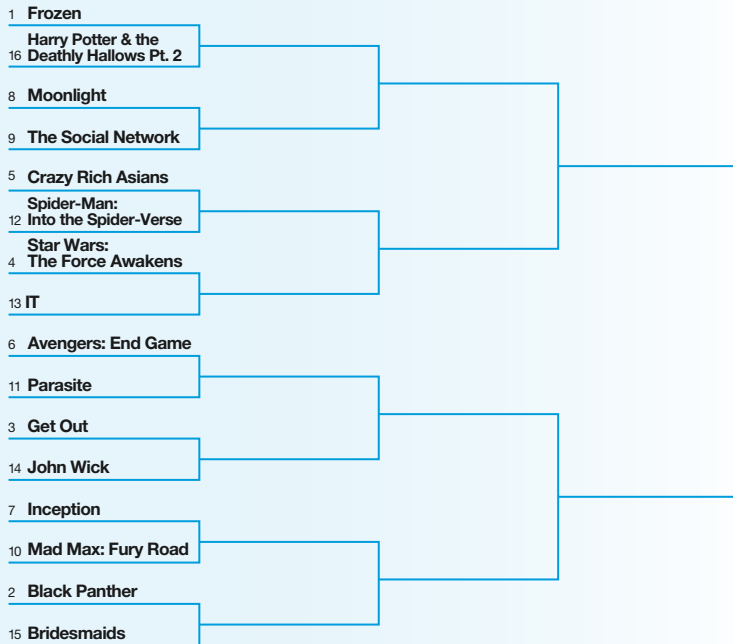 1 Frozen
Harry Potter & the
16 Deathly Hallows Pt. 2
8 Moonlight
9 The Social Network
5 Crazy Rich Asians
Spider-Man:
12 Into the Spider-Verse
Star Wars:
4 The Force Awakens
13 IT
6 Avengers: End Game
11 Parasite
3 Get Out
14 John Wick
7 Inception
10 Mad Max: Fury Road
2 Black Panther
15 Bridesmaids